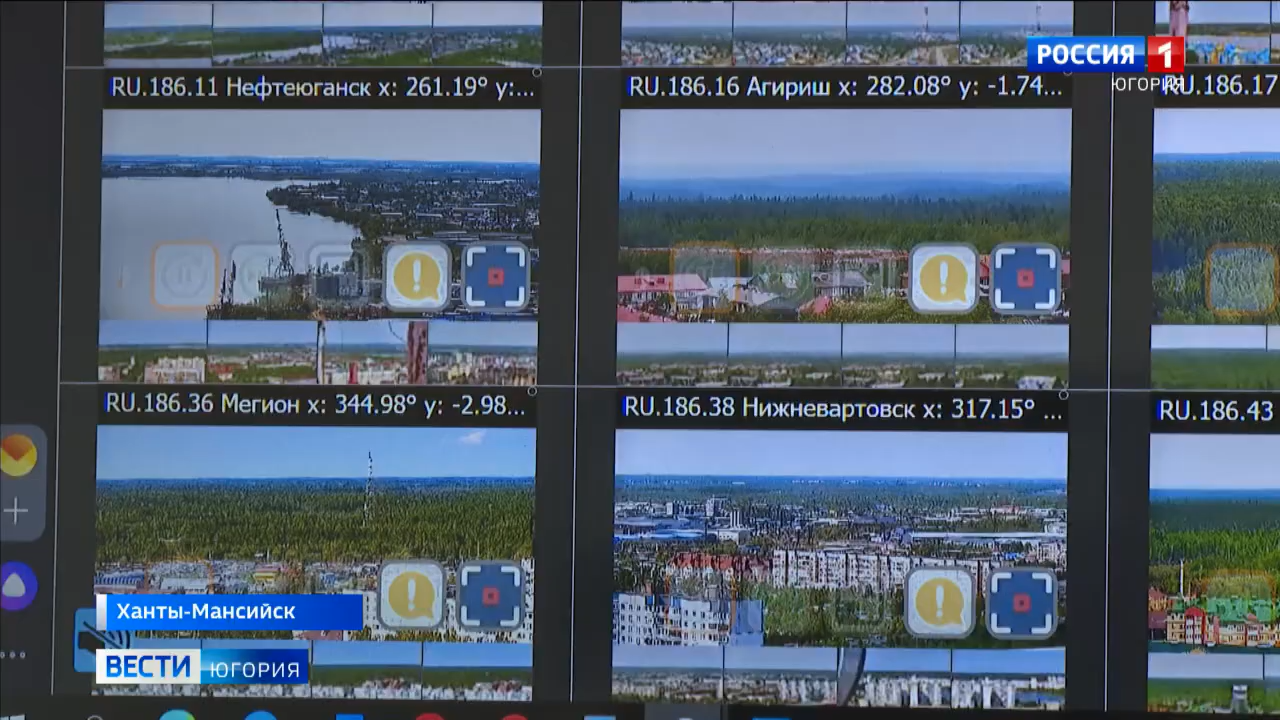 РОССИЯ 1
ЮГОРИЯ
RU.186.11 Нефтеюганск x: 261.19° y:...
RU.186.16 Агириш x: 282.08° y: -1.74...
RU.186.17
RU.186.36 Мегион x: 344.98° y: -2.98...
RU.186.38 Нижневартовск x: 317.15° ...
RU.186.43
Ханты-Мансийск
ВЕСТИ ЮГОРИЯ